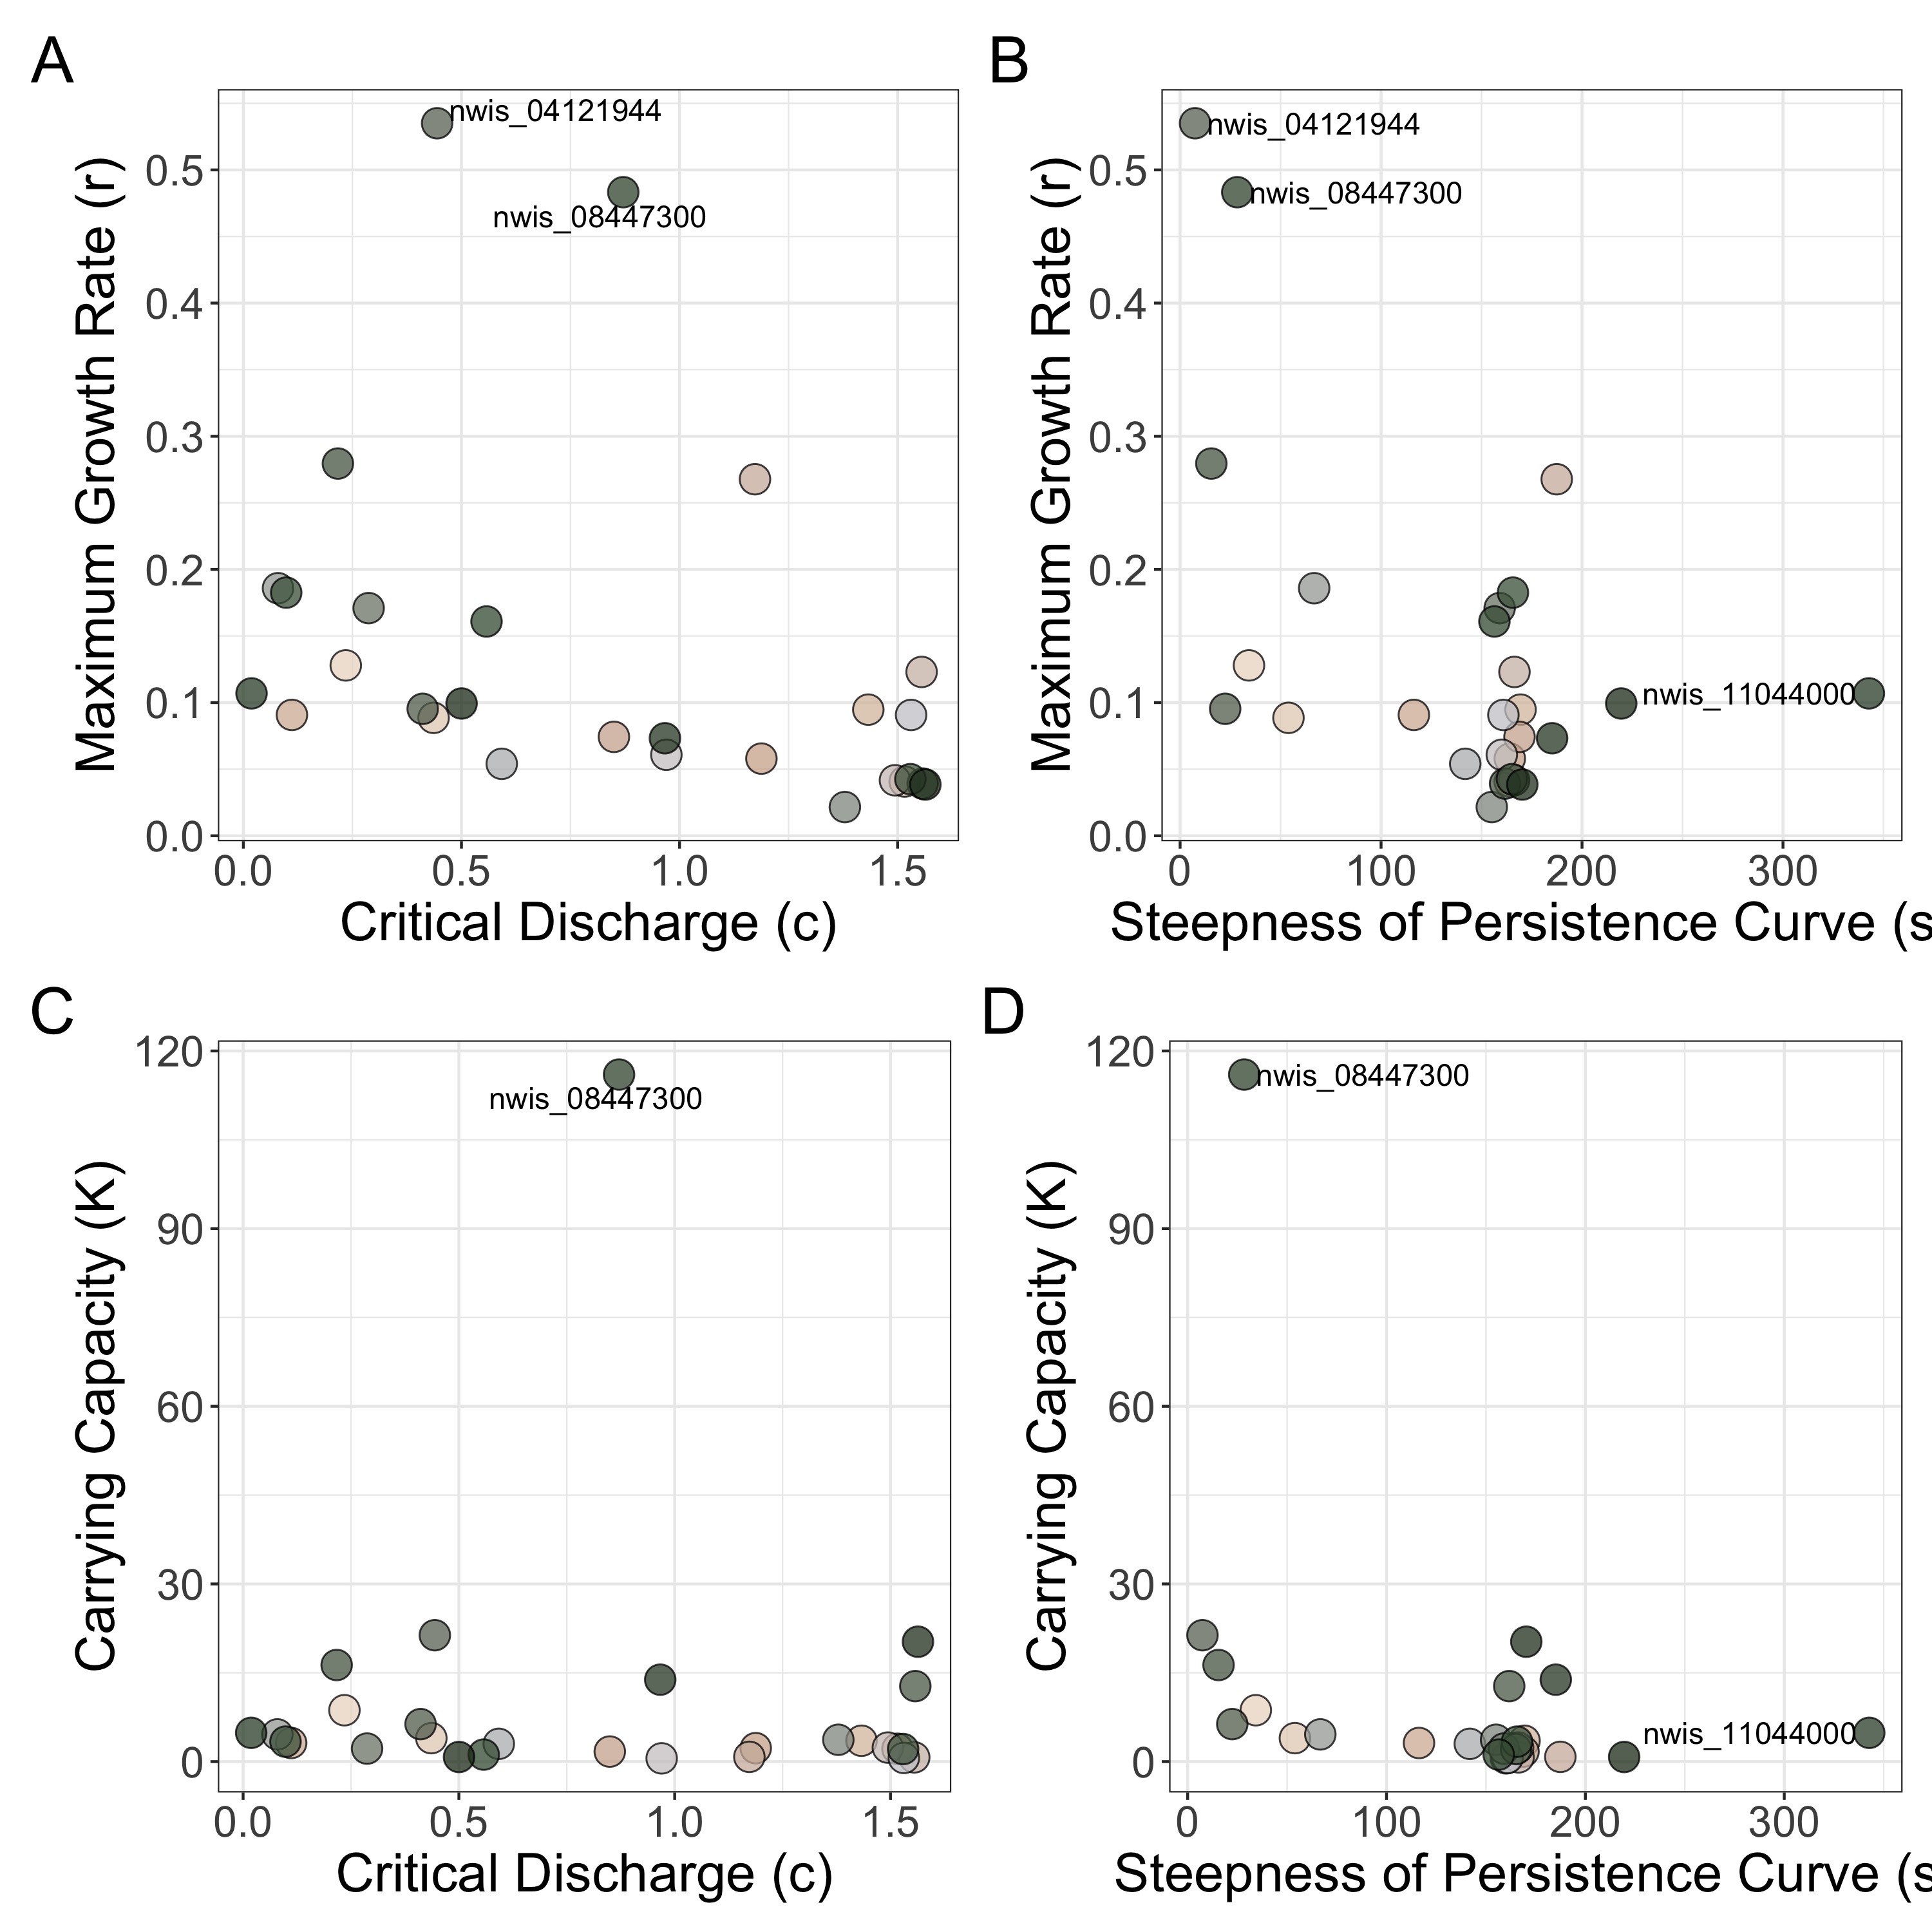 A
Maximum Growth Rate (r)
0.5
0.4
0.3
0.2
0.1
0.0
nwis_04121944
nwis_08447300
0.0 0.5 1.0 1.5
Critical Discharge (c)
B
Maximum Growth Rate (r)
0.5
0.4
0.3
0.2
0.1
0.0
nwis_04121944
nwis_08447300
nwis_11044000
0 100 200 300
Steepness of Persistence Curve (s
C
Carrying Capacity (K)
120
90
60
30
0
nwis_08447300
0.0 0.5 1.0 1.5
Critical Discharge (c)
D
Carrying Capacity (K)
120
90
60
30
0
nwis_08447300
nwis_11044000
0 100 200 300
Steepness of Persistence Curve (s